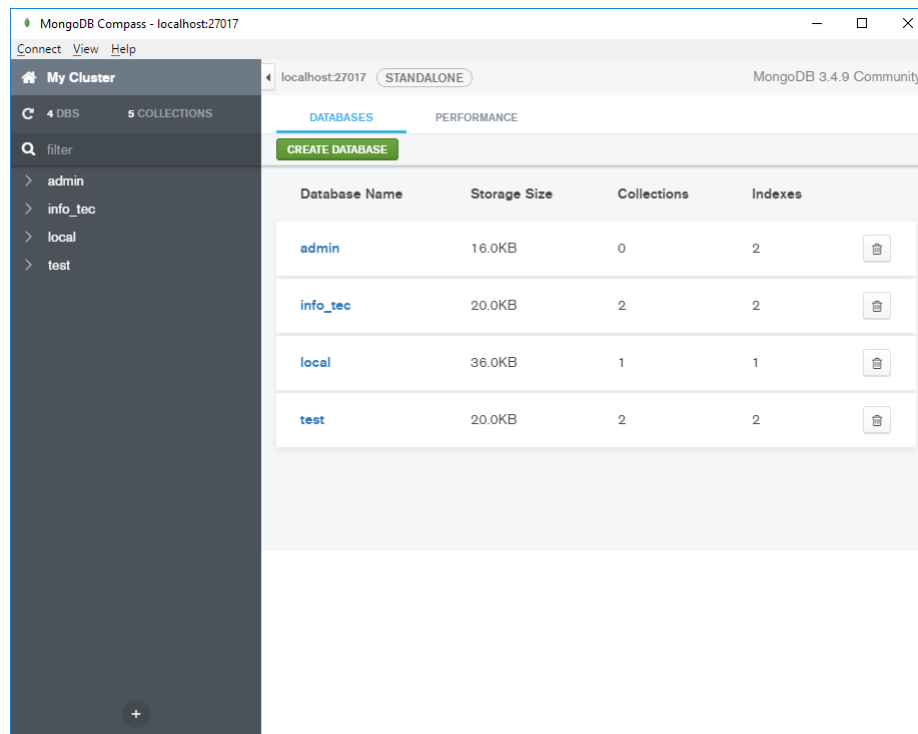 MongoDB Compass - localhost:27017
Connect View Help
My Cluster
4 DBS 5 COLLECTIONS
filter
admin
info_tec
local
test
localhost:27017 STANDALONE MongoDB 3.4.9 Community
DATABASES PERFORMANCE
CREATE DATABASE
Database Name Storage Size Collections Indexes
admin 16.0KB 0 2
info_tec 20.0KB 2 2
local 36.0KB 1 1
test 20.0KB 2 2